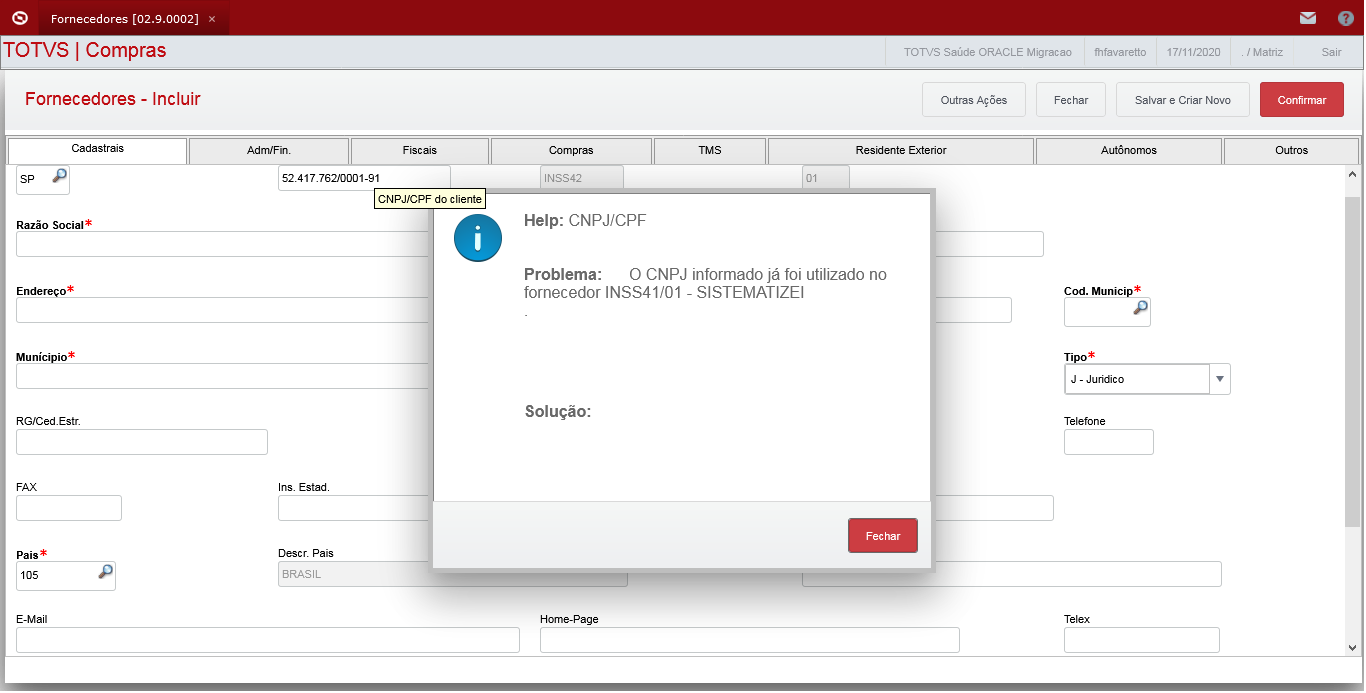 Fornecedores [02.9.0002] ×
TOTVS | Compras
TOTVS Saúde ORACLE Migracao fhfavaretto 17/11/2020 . / Matriz Sair
Fornecedores - Incluir
Outras Ações Fechar Salvar e Criar Novo Confirmar
Cadastrais Adm/Fin. Fiscais Compras TMS Residente Exterior Autônomos Outros
SP 52.417.762/0001-91 INSS42 01
CNPJ/CPF do cliente
Razão Social*
Endereço* Cod. Municip*
Munícipio* Tipo*
J - Juridico
RG/Ced.Estr. Telefone
FAX Ins. Estad.
Pais* Descr. Pais
105 BRASIL
E-Mail Home-Page Telex
Help: CNPJ/CPF
Problema: O CNPJ informado já foi utilizado no
fornecedor INSS41/01 - SISTEMATIZEI
.
Solução:
Fechar